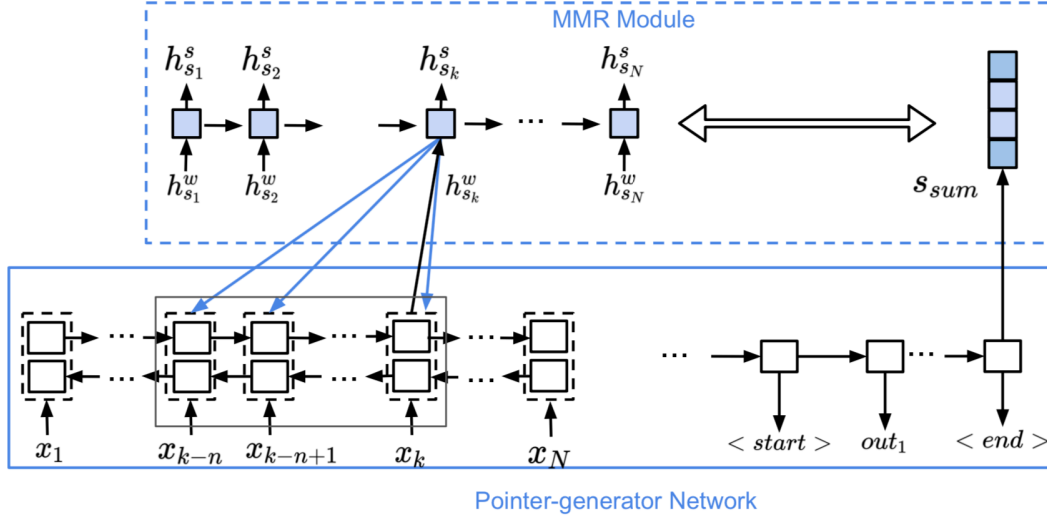 MMR Module
h^s_{s_1} h^s_{s_2} h^s_{s_k} h^s_{s_N}
...
h^w_{s_1} h^w_{s_2} h^w_{s_k} h^w_{s_N} s_{sum}
... ... ... ... ...
... ... ...
x_1 x_{k-n} x_{k-n+1} x_k x_N < start > out_1 < end >
Pointer-generator Network